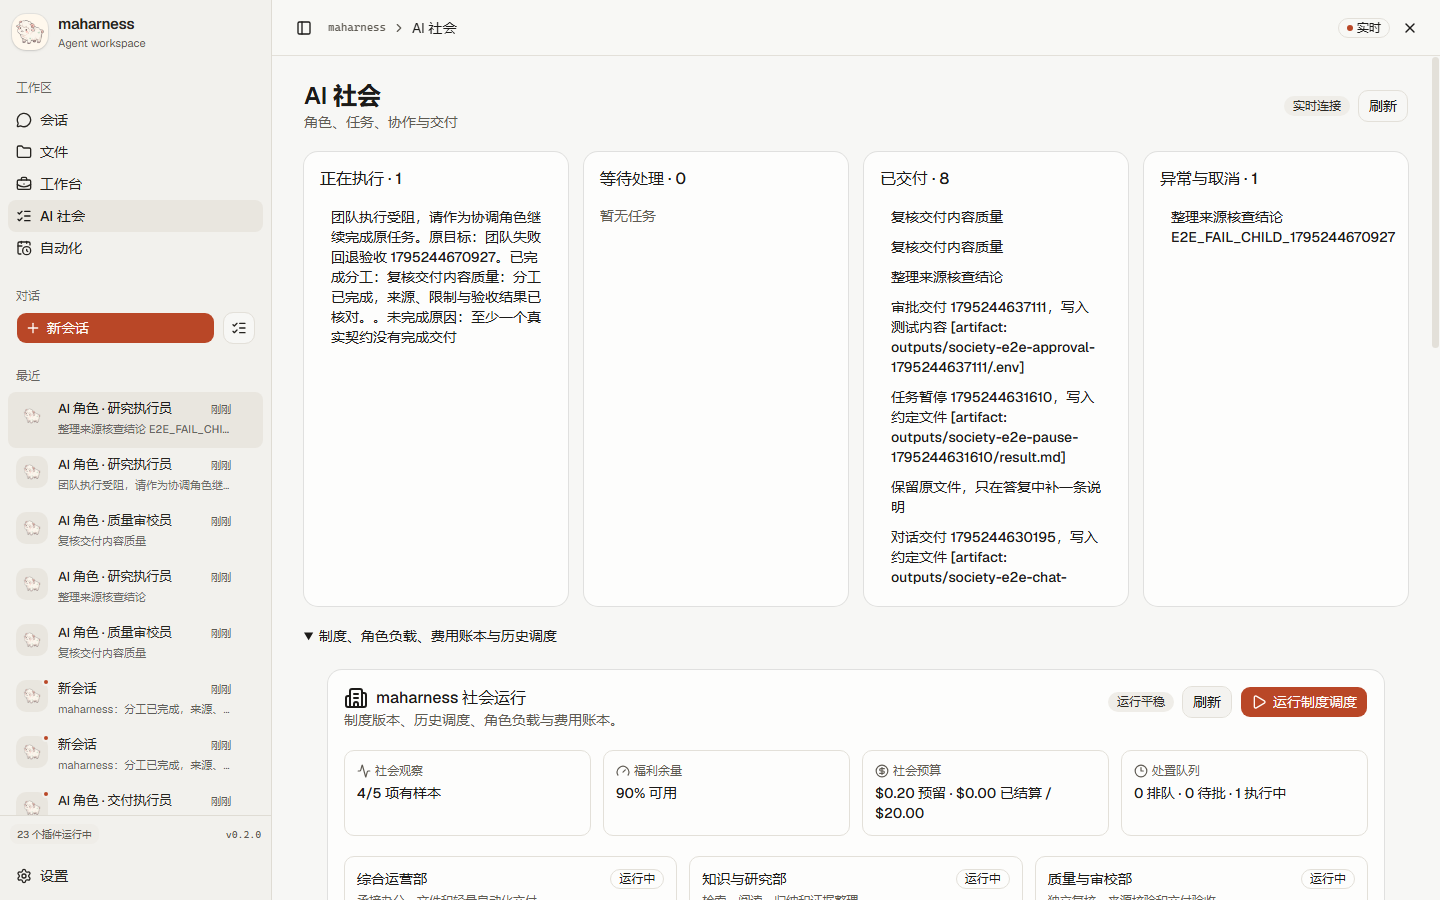 maharness
Agent workspace
工作区
会话
文件
工作台
AI 社会
自动化
对话
新会话
最近
AI 角色 · 研究执行员 刚刚
整理来源核查结论 E2E_FAIL_CHI...
AI 角色 · 研究执行员 刚刚
团队执行受阻，请作为协调角色继...
AI 角色 · 质量审校员 刚刚
复核交付内容质量
AI 角色 · 研究执行员 刚刚
整理来源核查结论
AI 角色 · 质量审校员 刚刚
复核交付内容质量
新会话 刚刚
maharness：分工已完成，来源、...
新会话 刚刚
maharness：分工已完成，来源、...
AI 角色 · 交付执行员 刚刚
23 个插件运行中 v0.2.0
设置
maharness > AI 社会
实时
AI 社会
角色、任务、协作与交付
实时连接 刷新
正在执行 · 1
团队执行受阻，请作为协调角色继
续完成原任务。原目标：团队失败
回退验收 1795244670927。已完
成分工：复核交付内容质量：分工
已完成，来源、限制与验收结果已
核对。。未完成原因：至少一个真
实契约没有完成交付
等待处理 · 0
暂无任务
已交付 · 8
复核交付内容质量
复核交付内容质量
整理来源核查结论
审批交付 1795244637111，写入
测试内容 [artifact:
outputs/society-e2e-approval-
1795244637111/.env]
任务暂停 1795244631610，写入
约定文件 [artifact:
outputs/society-e2e-pause-
1795244631610/result.md]
保留原文件，只在答复中补一条说
明
对话交付 1795244630195，写入
约定文件 [artifact:
outputs/society-e2e-chat-
异常与取消 · 1
整理来源核查结论
E2E_FAIL_CHILD_1795244670927
制度、角色负载、费用账本与历史调度
maharness 社会运行
制度版本、历史调度、角色负载与费用账本。
运行平稳 刷新 运行制度调度
社会观察
4/5 项有样本
福利余量
90% 可用
社会预算
$0.20 预留 · $0.00 已结算 /
$20.00
处置队列
0 排队 · 0 待批 · 1 执行中
综合运营部 运行中
知识与研究部 运行中
质量与审校部 运行中